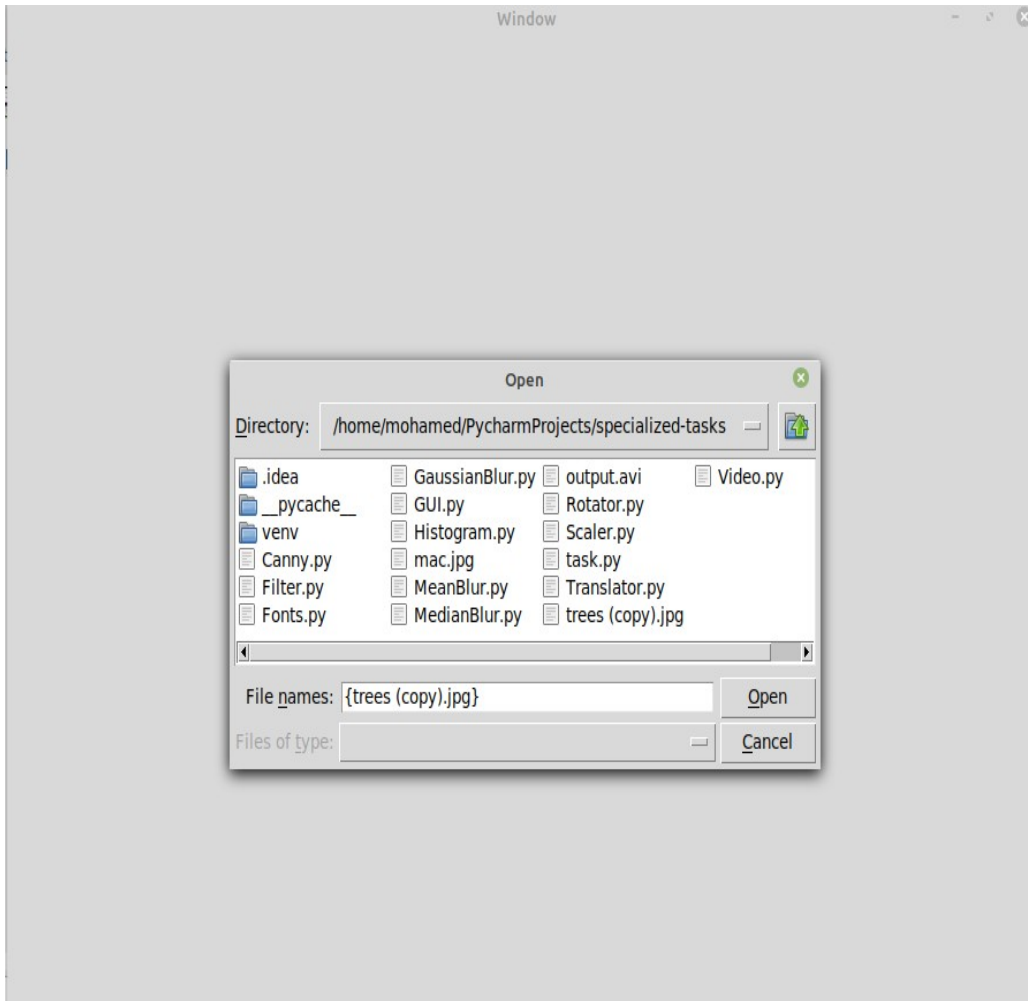 Window
Open
Directory: /home/mohamed/PycharmProjects/specialized-tasks
.idea GaussianBlur.py output.avi Video.py
__pycache__ GUI.py Rotator.py
venv Histogram.py Scaler.py
Canny.py mac.jpg task.py
Filter.py MeanBlur.py Translator.py
Fonts.py MedianBlur.py trees (copy).jpg
File names: {trees (copy).jpg} Open
Files of type: Cancel